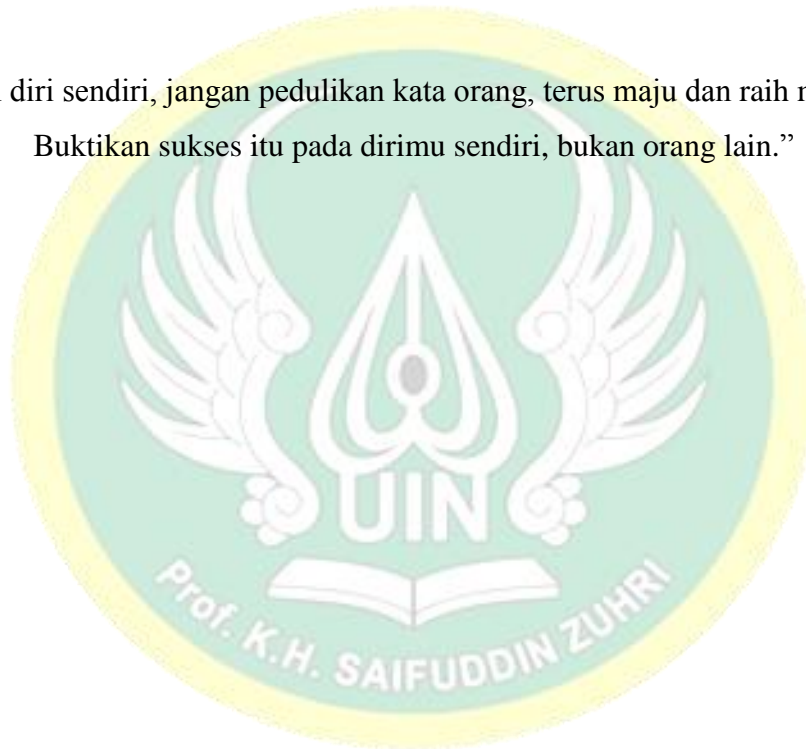 diri sendiri, jangan pedulikan kata orang, terus maju dan raih
Buktikan sukses itu pada dirimu sendiri, bukan orang lain.”
UIN
Prof. K.H. SAIFUDDIN ZUHRI